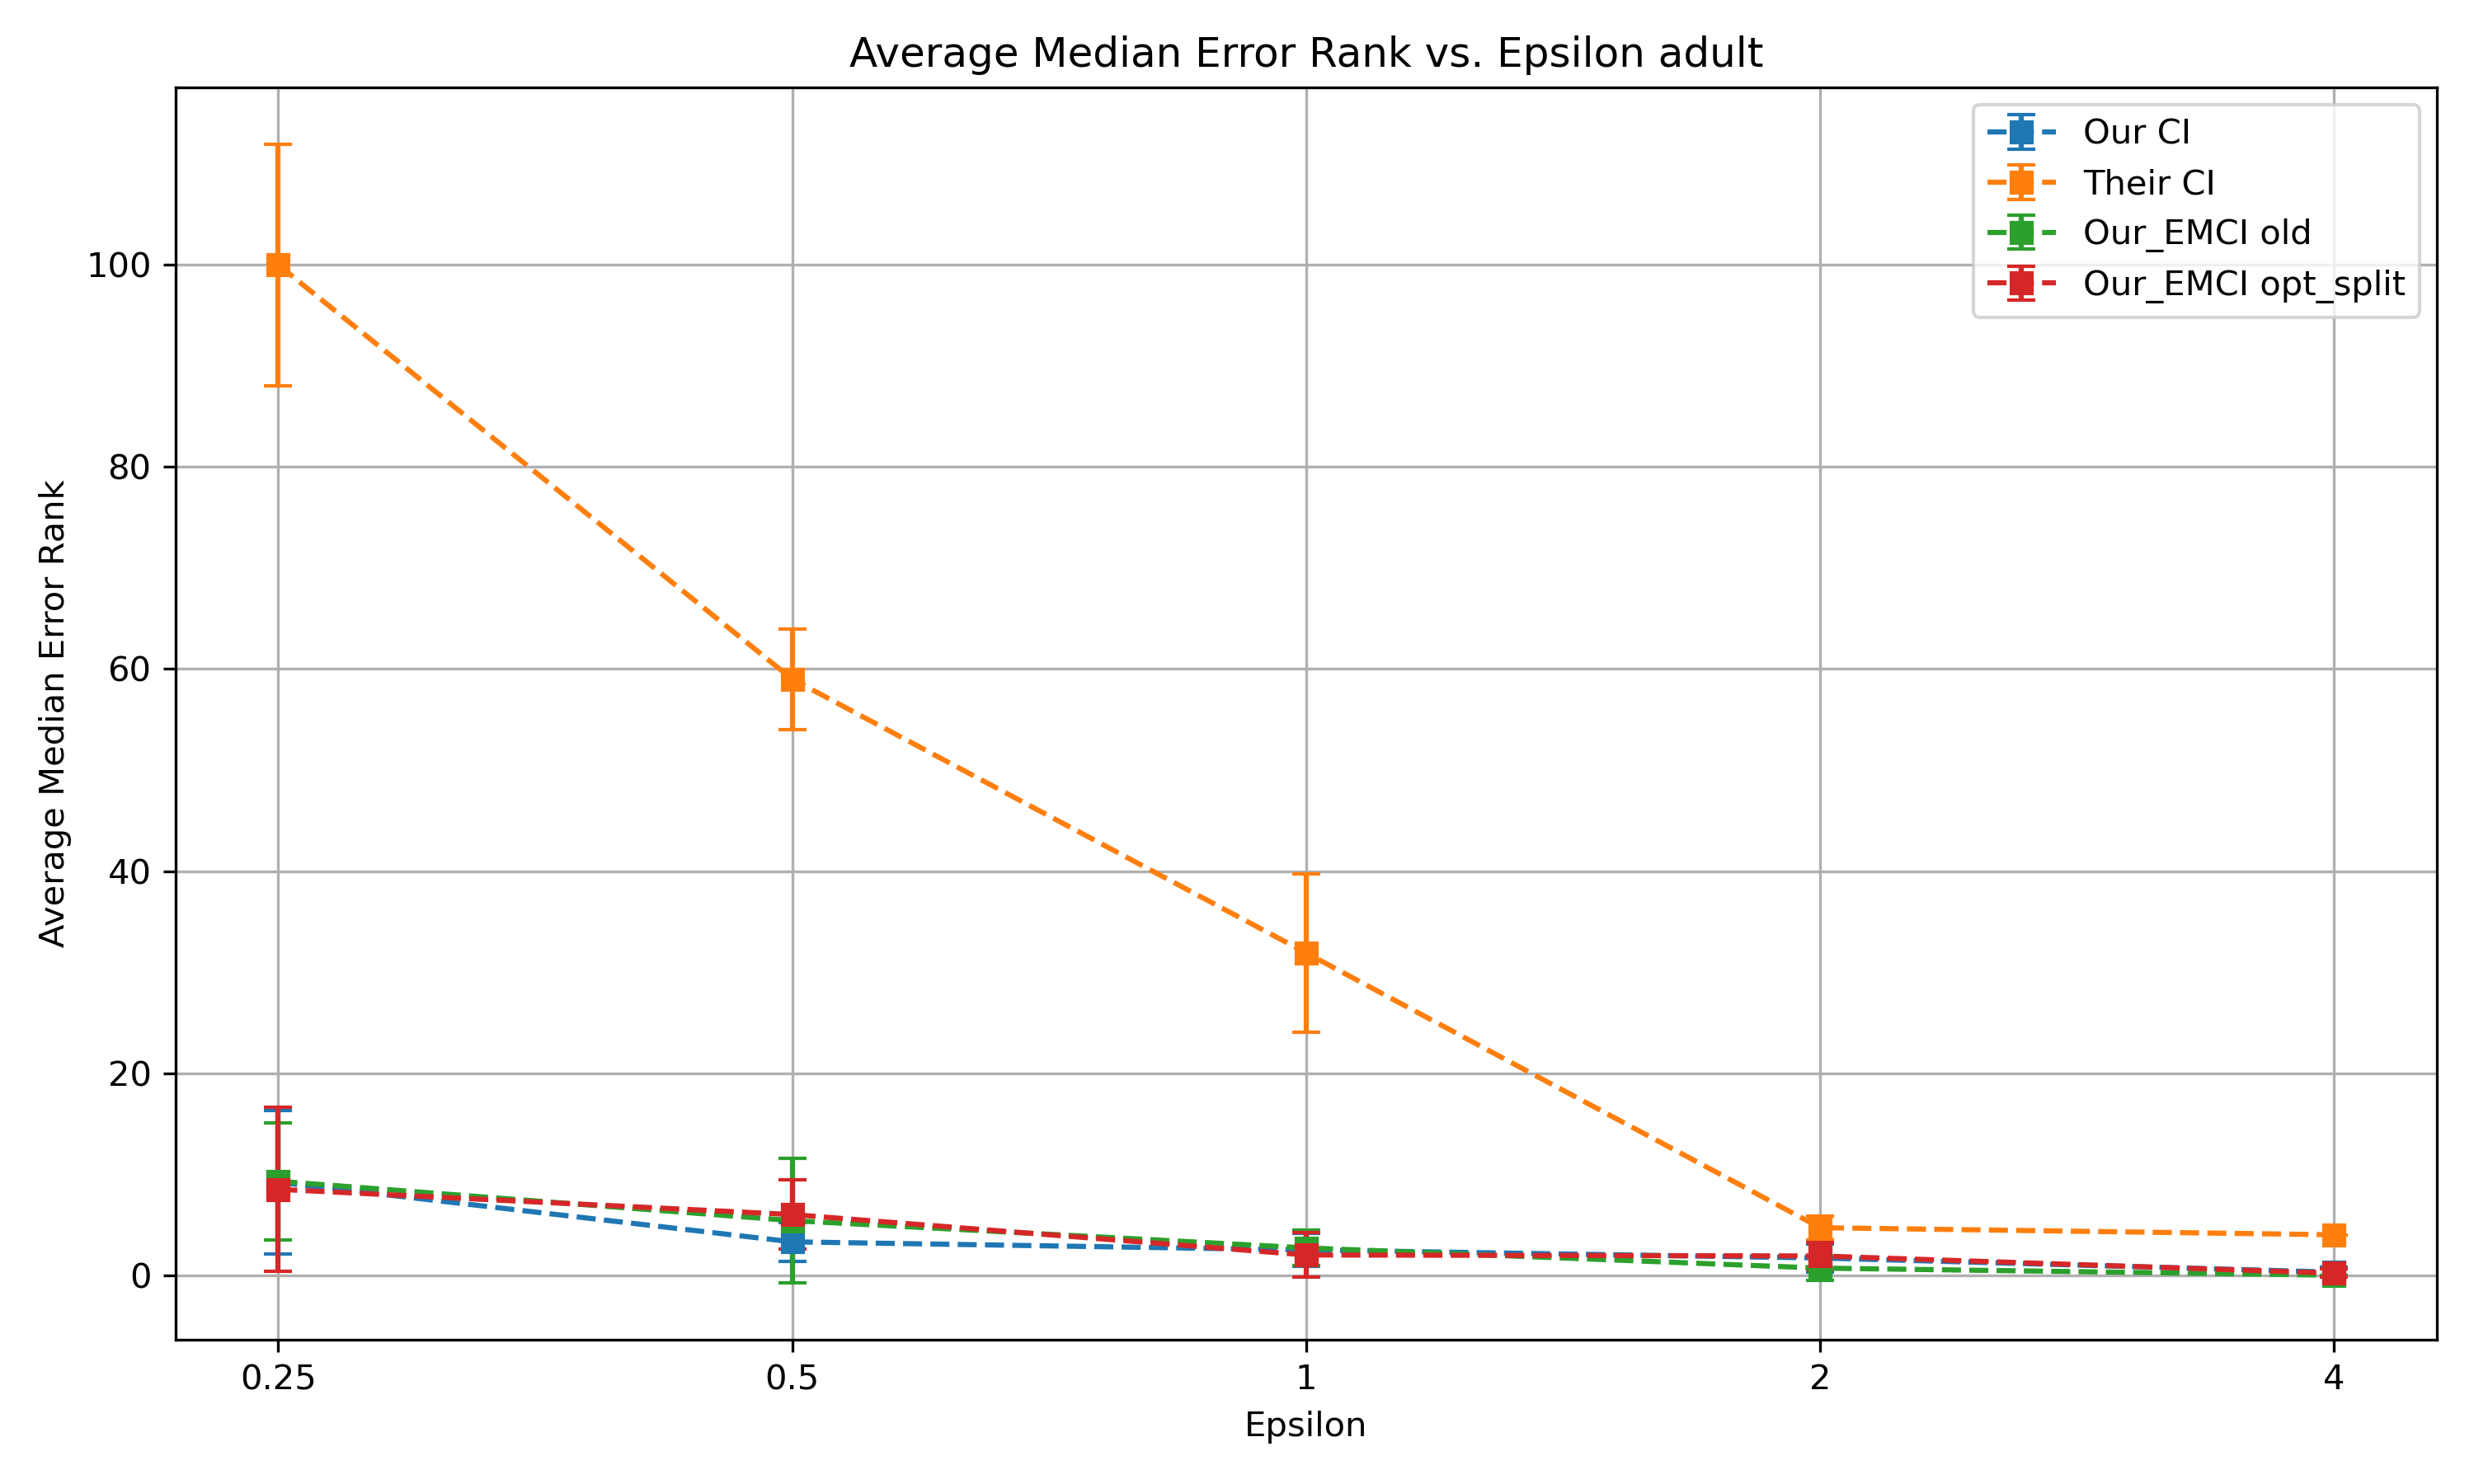 Average Median Error Rank vs. Epsilon adult
Our CI
Their CI
Our_EMCI old
Our_EMCI opt_split
Average Median Error Rank
100
80
60
40
20
0
0.25
0.5
1
2
4
Epsilon